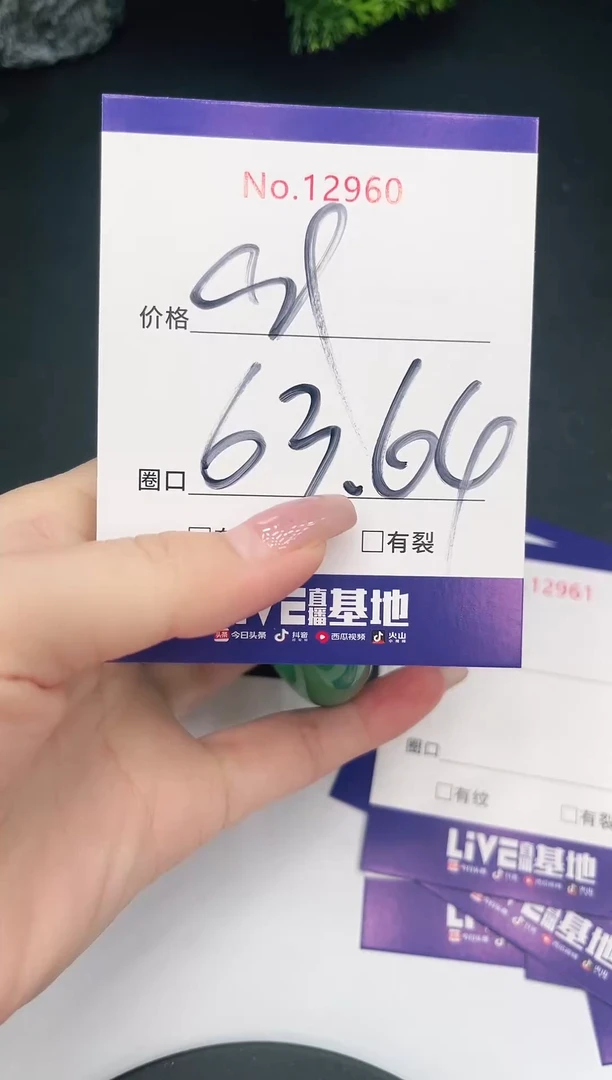 No.12960
价格
圈口 63.64
□有裂
LIVE直播基地
今日头条 抖音 西瓜视频 火山
12961
圈口
□有纹
□有裂
LIVE直播基地